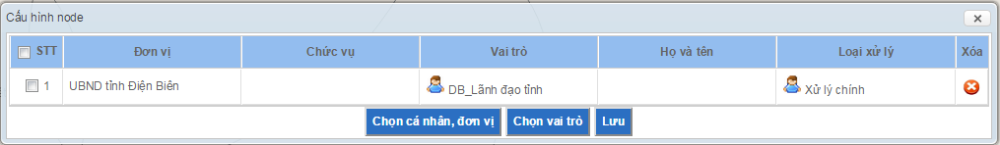 Cấu hình node
STT Đơn vị Chức vụ Vai trò Họ và tên Loại xử lý Xóa
1 UBND tỉnh Điện Biên DB_Lãnh đạo tỉnh Xử lý chính
Chọn cá nhân, đơn vị Chọn vai trò Lưu